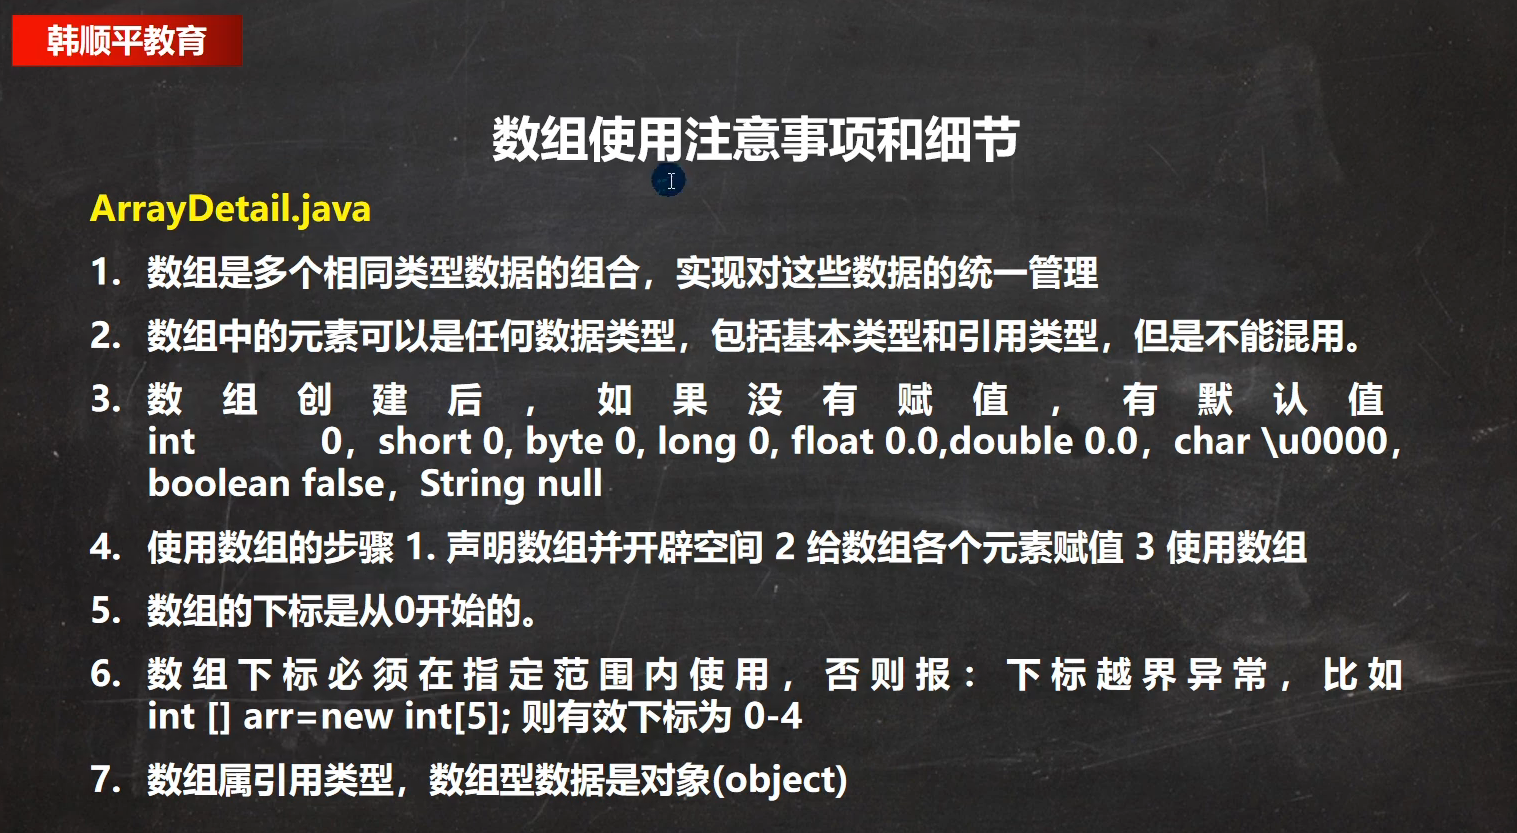 韩顺平教育
数组使用注意事项和细节
ArrayDetail.java
1. 数组是多个相同类型数据的组合，实现对这些数据的统一管理
2. 数组中的元素可以是任何数据类型，包括基本类型和引用类型，但是不能混用。
3. 数组创建后，如果没有赋值，有默认值
int 0，short 0, byte 0, long 0, float 0.0,double 0.0，char \u0000，
boolean false，String null
4. 使用数组的步骤 1. 声明数组并开辟空间 2 给数组各个元素赋值 3 使用数组
5. 数组的下标是从0开始的。
6. 数组下标必须在指定范围内使用，否则报：下标越界异常，比如
int [] arr=new int[5]; 则有效下标为 0-4
7. 数组属引用类型，数组型数据是对象(object)